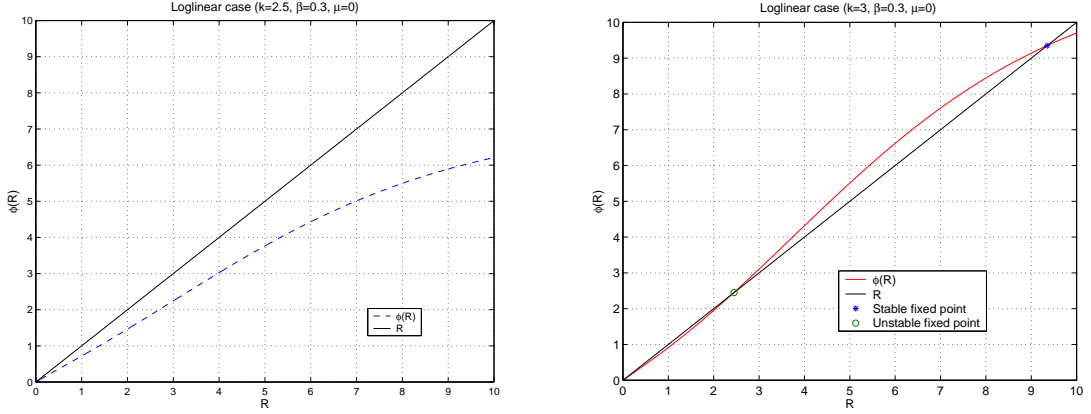 Loglinear case (k=2.5, β=0.3, μ=0)
10
9
8
7
6
5
4
3
2
1
0
ϕ(R)
0 1 2 3 4 5 6 7 8 9 10
R
ϕ(R)
R
Loglinear case (k=3, β=0.3, μ=0)
10
9
8
7
6
5
4
3
2
1
0
ϕ(R)
0 1 2 3 4 5 6 7 8 9 10
R
ϕ(R)
R
Stable fixed point
Unstable fixed point